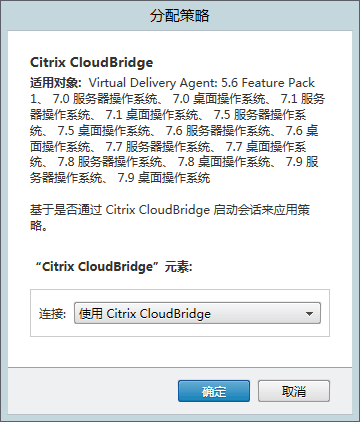 分配策略
Citrix CloudBridge
适用对象: Virtual Delivery Agent: 5.6 Feature Pack
1、 7.0 服务器操作系统、 7.0 桌面操作系统、 7.1 服务
器操作系统、 7.1 桌面操作系统、 7.5 服务器操作系
统、 7.5 桌面操作系统、 7.6 服务器操作系统、 7.6 桌
面操作系统、 7.7 服务器操作系统、 7.7 桌面操作系
统、 7.8 服务器操作系统、 7.8 桌面操作系统、 7.9 服
务器操作系统、 7.9 桌面操作系统
基于是否通过 Citrix CloudBridge 启动会话来应用策
略。
“Citrix CloudBridge”元素:
连接: 使用 Citrix CloudBridge
确定 取消